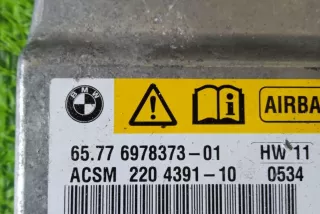 BMW
AIRBA
65.77 6978373-01 HW 11
ACSM 220 4391-10 0534